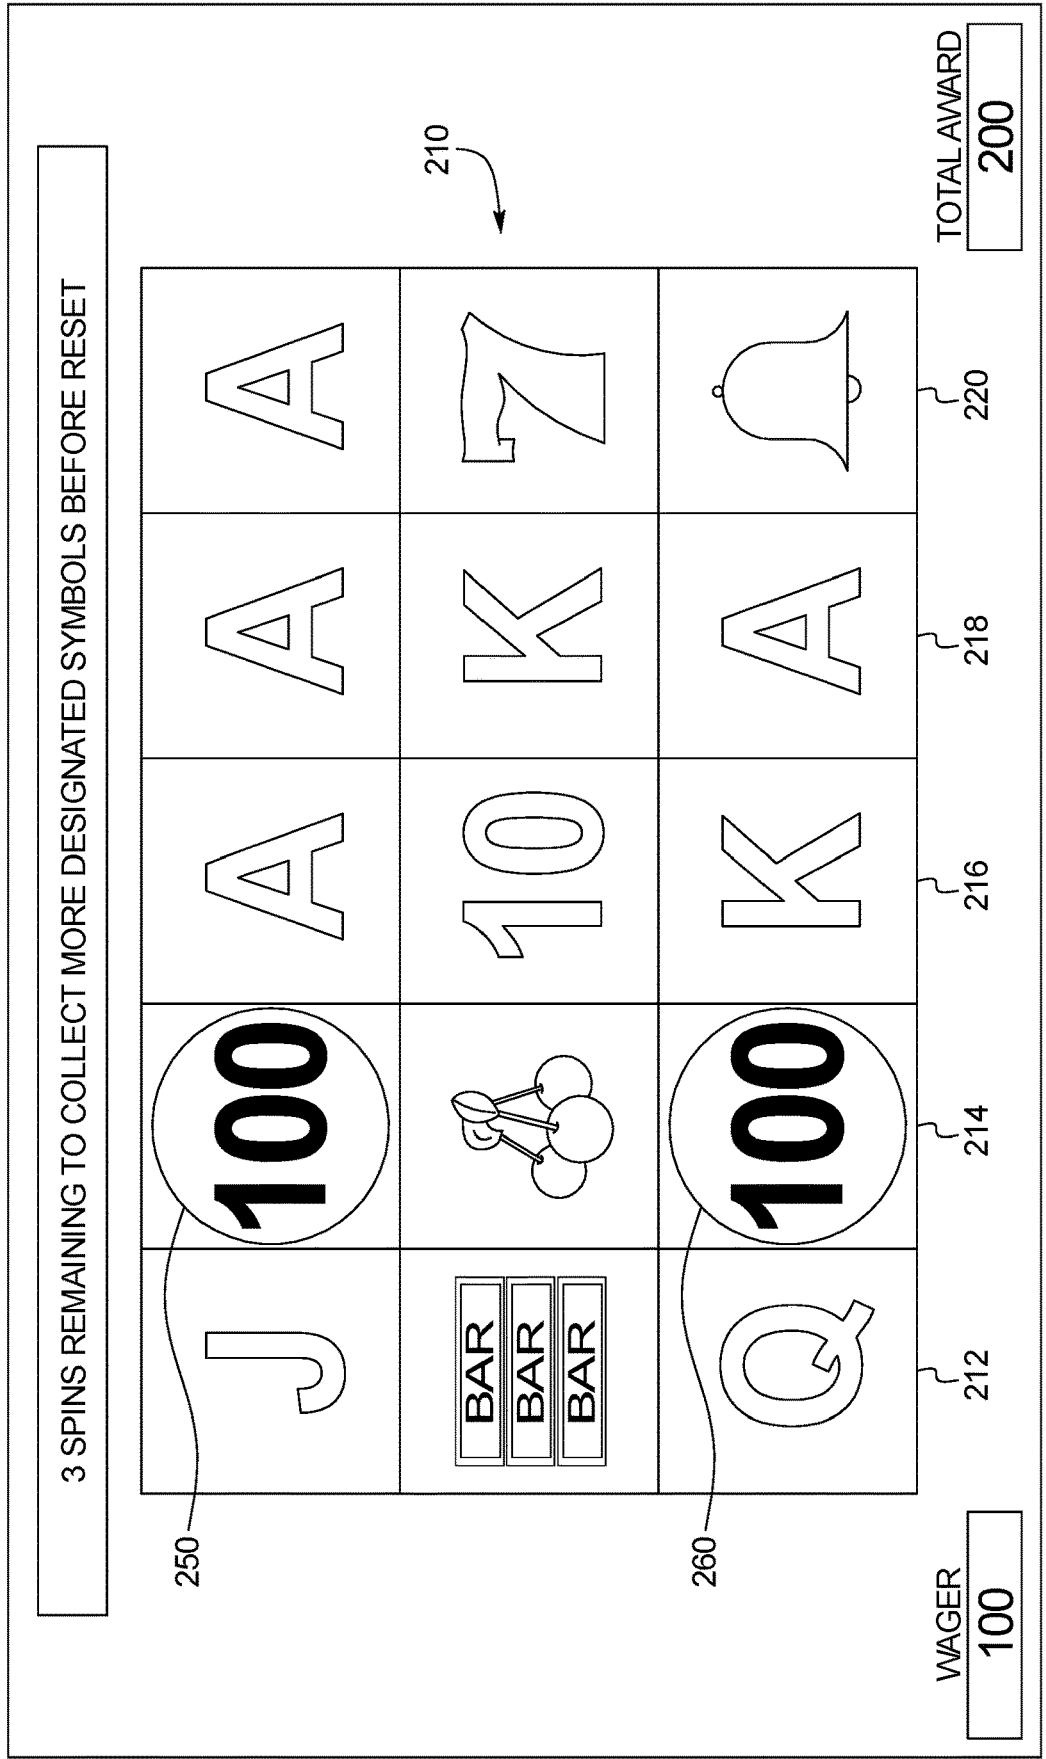 3 SPINS REMAINING TO COLLECT MORE DESIGNATED SYMBOLS BEFORE RESET
210
250
J 100 A A A
BAR
BAR
BAR
10 K 7
260
Q 100 K A
212 214 216 218 220
WAGER
100
TOTAL AWARD
200